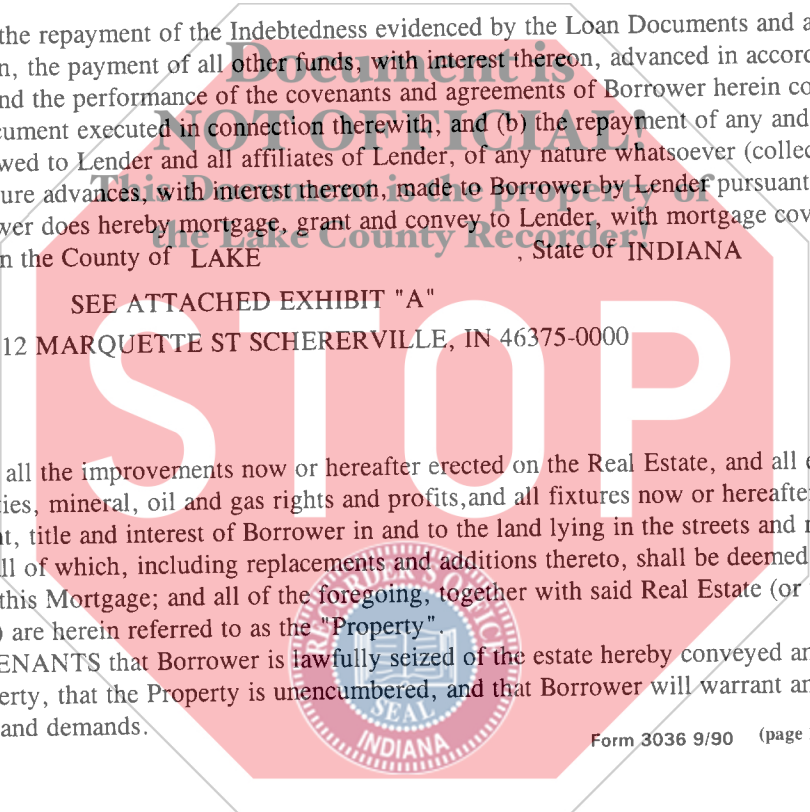 the repayment of the Indebtedness evidenced by the Loan Documents and a
Document is
n, the payment of all other funds, with interest thereon, advanced in accord
nd the performance of the covenants and agreements of Borrower herein co
NOT OFFICIAL!
cument executed in connection therewith, and (b) the repayment of any and
wed to Lender and all affiliates of Lender, of any nature whatsoever (collec
This Document is the property of
ure advances, with interest thereon, made to Borrower by Lender pursuant
wer does hereby mortgage, grant and convey to Lender, with mortgage cov
the Lake County Recorder!
n the County of LAKE , State of INDIANA
SEE ATTACHED EXHIBIT "A"
12 MARQUETTE ST SCHERERVILLE, IN 46375-0000
STOP
all the improvements now or hereafter erected on the Real Estate, and all e
ies, mineral, oil and gas rights and profits,and all fixtures now or hereafter
t, title and interest of Borrower in and to the land lying in the streets and r
ll of which, including replacements and additions thereto, shall be deemed
this Mortgage; and all of the foregoing, together with said Real Estate (or
) are herein referred to as the "Property".
RECORDER'S OFFICE
ENANTS that Borrower is lawfully seized of the estate hereby conveyed an
erty, that the Property is unencumbered, and that Borrower will warrant an
SEAL
and demands.
INDIANA
Form 3036 9/90 (page